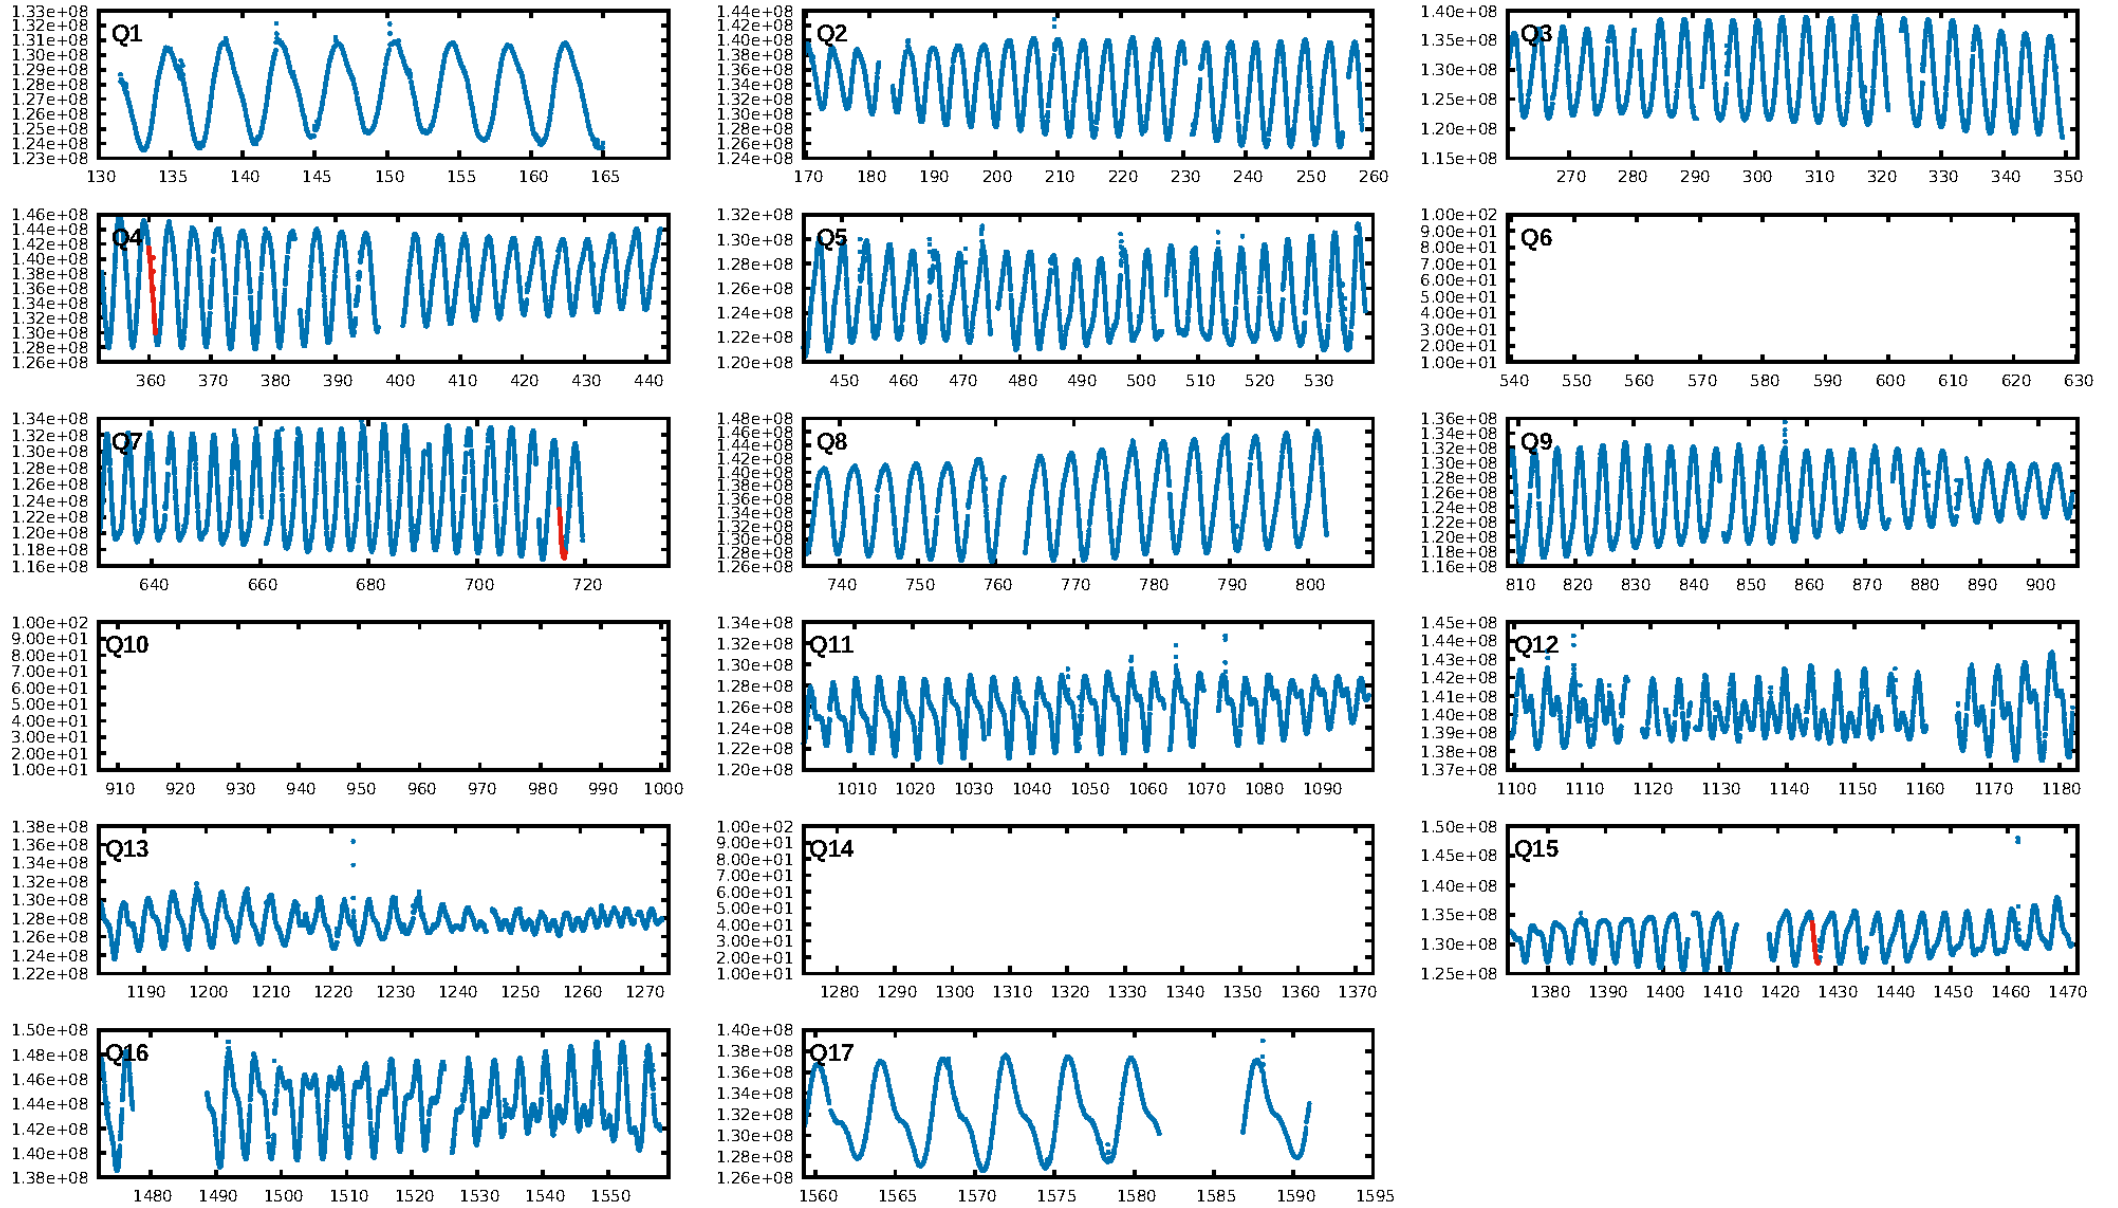 1.33e+08 1.32e+08 1.31e+08 1.30e+08 1.29e+08 1.28e+08 1.27e+08 1.26e+08 1.25e+08 1.24e+08 1.23e+08
Q1
130 135 140 145 150 155 160 165
1.44e+08 1.42e+08 1.40e+08 1.38e+08 1.36e+08 1.34e+08 1.32e+08 1.30e+08 1.28e+08 1.26e+08 1.24e+08
Q2
170 180 190 200 210 220 230 240 250 260
1.40e+08 1.35e+08 1.30e+08 1.25e+08 1.20e+08 1.15e+08
Q3
270 280 290 300 310 320 330 340 350
1.46e+08 1.44e+08 1.42e+08 1.40e+08 1.38e+08 1.36e+08 1.34e+08 1.32e+08 1.30e+08 1.28e+08 1.26e+08
Q4
360 370 380 390 400 410 420 430 440
1.32e+08 1.30e+08 1.28e+08 1.26e+08 1.24e+08 1.22e+08 1.20e+08
Q5
450 460 470 480 490 500 510 520 530
1.00e+02 9.00e+01 8.00e+01 7.00e+01 6.00e+01 5.00e+01 4.00e+01 3.00e+01 2.00e+01 1.00e+01
Q6
540 550 560 570 580 590 600 610 620 630
1.34e+08 1.32e+08 1.30e+08 1.28e+08 1.26e+08 1.24e+08 1.22e+08 1.20e+08 1.18e+08 1.16e+08
Q7
640 660 680 700 720
1.48e+08 1.46e+08 1.44e+08 1.42e+08 1.40e+08 1.38e+08 1.36e+08 1.34e+08 1.32e+08 1.30e+08 1.28e+08 1.26e+08
Q8
740 750 760 770 780 790 800
1.36e+08 1.34e+08 1.32e+08 1.30e+08 1.28e+08 1.26e+08 1.24e+08 1.22e+08 1.20e+08 1.18e+08 1.16e+08
Q9
810 820 830 840 850 860 870 880 890 900
1.00e+02 9.00e+01 8.00e+01 7.00e+01 6.00e+01 5.00e+01 4.00e+01 3.00e+01 2.00e+01 1.00e+01
Q10
910 920 930 940 950 960 970 980 990 1000
1.34e+08 1.32e+08 1.30e+08 1.28e+08 1.26e+08 1.24e+08 1.22e+08 1.20e+08
Q11
1010 1020 1030 1040 1050 1060 1070 1080 1090
1.45e+08 1.44e+08 1.43e+08 1.42e+08 1.41e+08 1.40e+08 1.39e+08 1.38e+08 1.37e+08
Q12
1100 1110 1120 1130 1140 1150 1160 1170 1180
1.38e+08 1.36e+08 1.34e+08 1.32e+08 1.30e+08 1.28e+08 1.26e+08 1.24e+08 1.22e+08
Q13
1190 1200 1210 1220 1230 1240 1250 1260 1270
1.00e+02 9.00e+01 8.00e+01 7.00e+01 6.00e+01 5.00e+01 4.00e+01 3.00e+01 2.00e+01 1.00e+01
Q14
1280 1290 1300 1310 1320 1330 1340 1350 1360 1370
1.50e+08 1.45e+08 1.40e+08 1.35e+08 1.30e+08 1.25e+08
Q15
1380 1390 1400 1410 1420 1430 1440 1450 1460 1470
1.50e+08 1.48e+08 1.46e+08 1.44e+08 1.42e+08 1.40e+08 1.38e+08
Q16
1480 1490 1500 1510 1520 1530 1540 1550
1.40e+08 1.38e+08 1.36e+08 1.34e+08 1.32e+08 1.30e+08 1.28e+08 1.26e+08
Q17
1560 1565 1570 1575 1580 1585 1590 1595